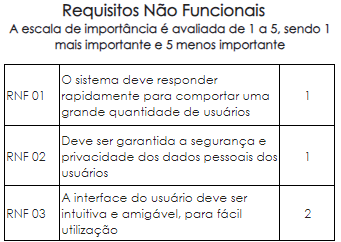 Requisitos Não Funcionais
A escala de importância é avaliada de 1 a 5, sendo 1
mais importante e 5 menos importante
RNF 01
O sistema deve responder
rapidamente para comportar uma
grande quantidade de usuários
1
RNF 02
Deve ser garantida a segurança e
privacidade dos dados pessoais dos
usuários
1
RNF 03
A interface do usuário deve ser
intuitiva e amigável, para fácil
utilização
2